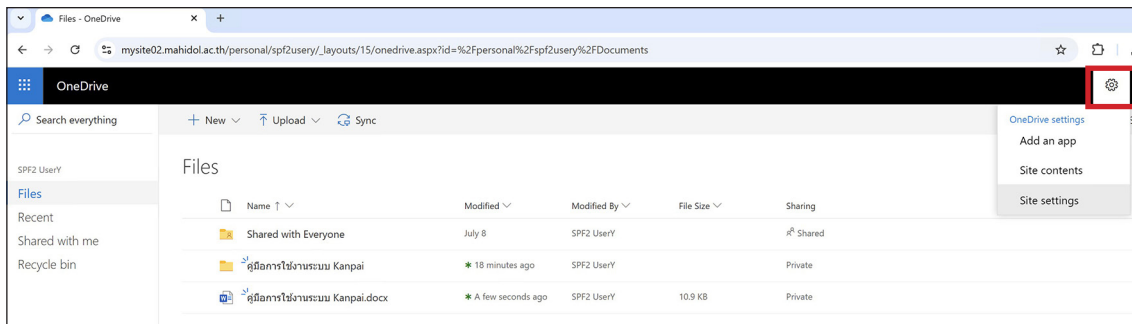 Files - OneDrive
mysite02.mahidol.ac.th/personal/spf2usery/_layouts/15/onedrive.aspx?id=%2Fpersonal%2Fspf2usery%2FDocuments
OneDrive
Search everything
New
Upload
Sync
OneDrive settings
Add an app
Site contents
Site settings
SPF2 UserY
Files
Recent
Shared with me
Recycle bin
Files
Name Modified Modified By File Size Sharing
Shared with Everyone July 8 SPF2 UserY Shared
คู่มือการใช้งานระบบ Kanpai 18 minutes ago SPF2 UserY Private
คู่มือการใช้งานระบบ Kanpai.docx A few seconds ago SPF2 UserY 10.9 KB Private